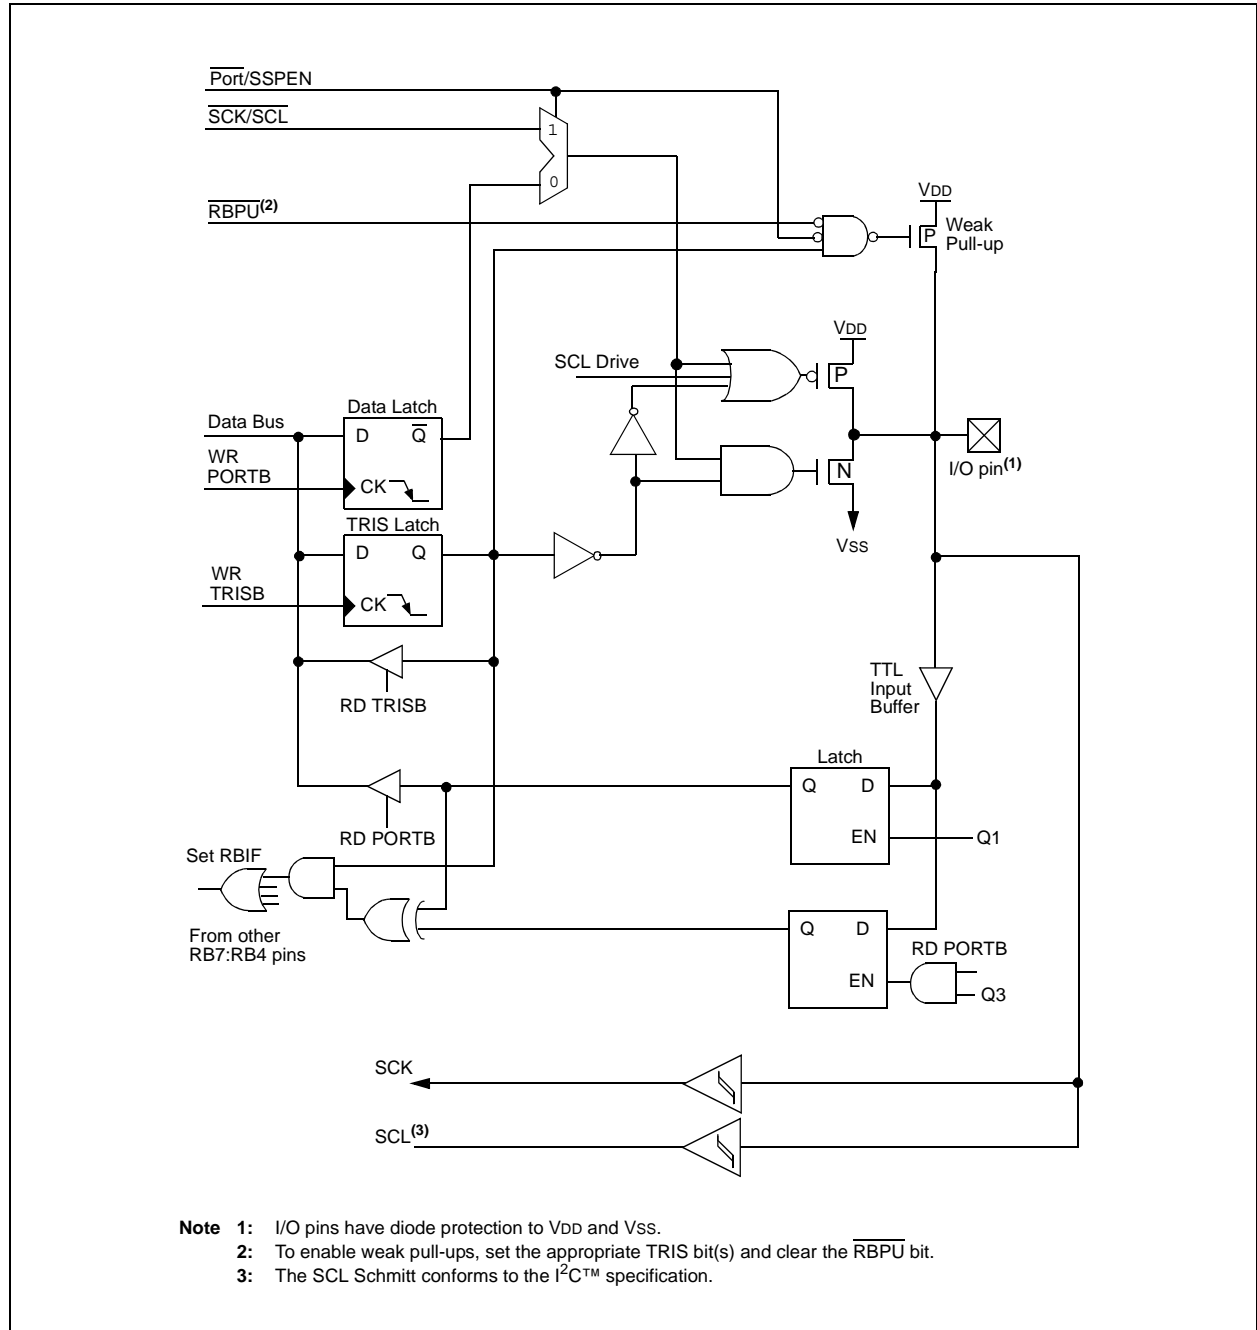 Port/SSPEN
SCK/SCL
1
0
RBPU(2)
VDD
P
Weak
Pull-up
VDD
SCL Drive
P
Data Latch
Data Bus
D
Q
WR
PORTB
CK
N
I/O pin(1)
VSS
TRIS Latch
D
Q
WR
TRISB
CK
RD TRISB
TTL
Input
Buffer
Latch
Q
D
EN
Q1
RD PORTB
Set RBIF
From other
RB7:RB4 pins
Q
D
EN
RD PORTB
Q3
SCK
SCL(3)
Note 1: I/O pins have diode protection to VDD and VSS.
2: To enable weak pull-ups, set the appropriate TRIS bit(s) and clear the RBPU bit.
3: The SCL Schmitt conforms to the I2C™ specification.